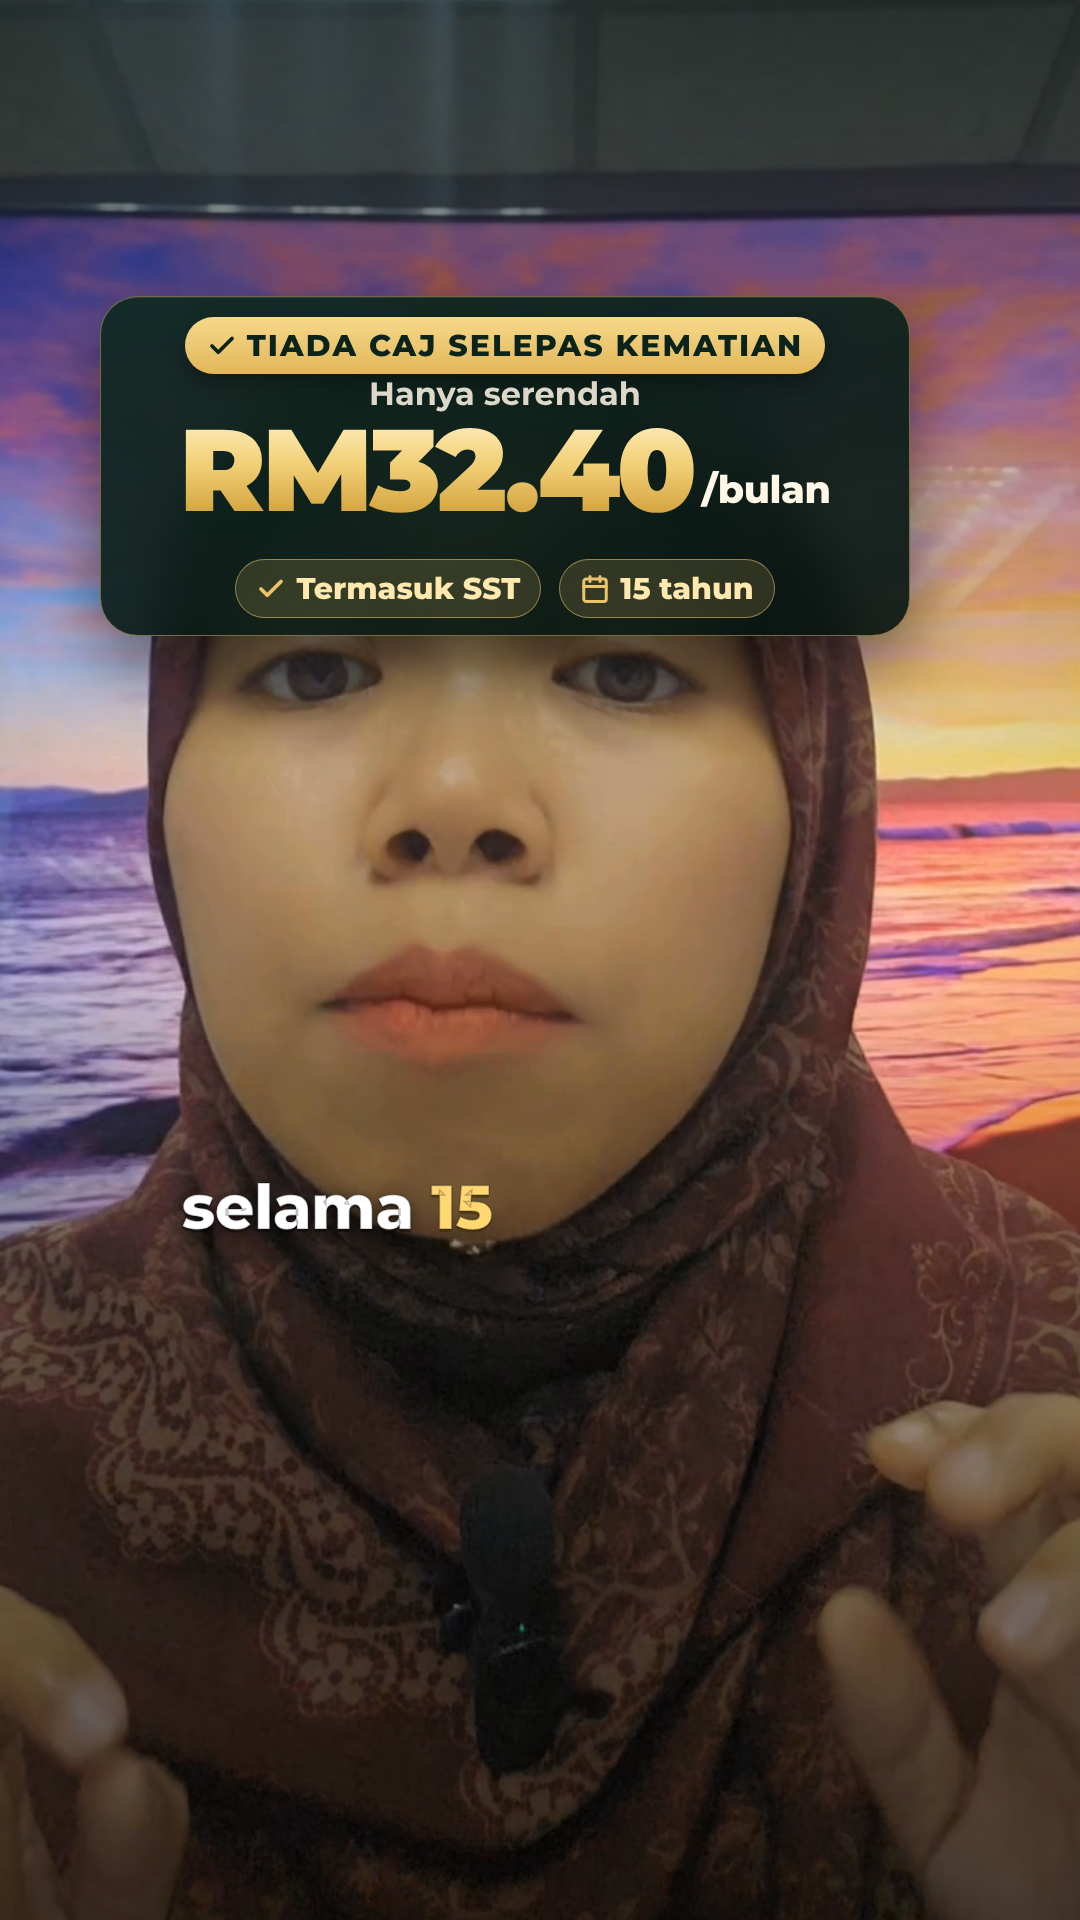 TIADA CAJ SELEPAS KEMATIAN
Hanya serendah
RM32.40/bulan
Termasuk SST
15 tahun
selama 15